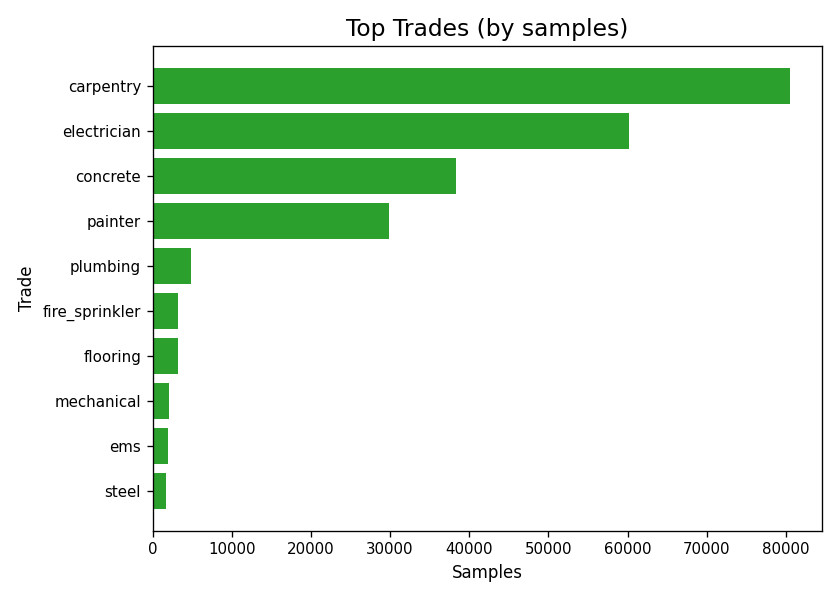 Top Trades (by samples)
carpentry
electrician
concrete
painter
plumbing
fire_sprinkler
flooring
mechanical
ems
steel
Trade
0 10000 20000 30000 40000 50000 60000 70000 80000
Samples